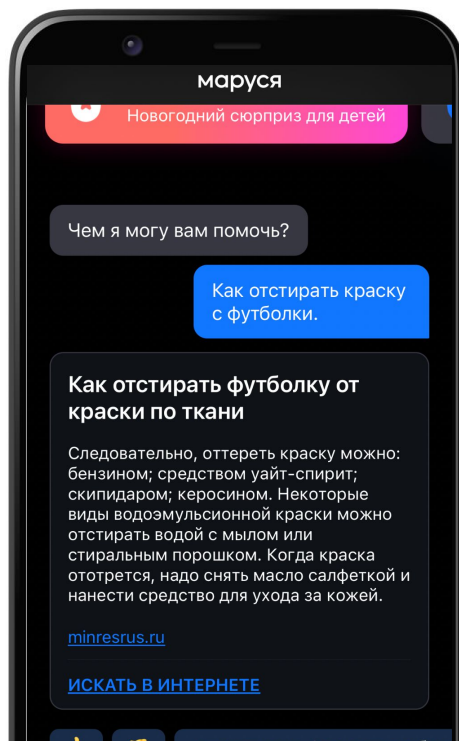 маруся
Новогодний сюрприз для детей
Чем я могу вам помочь?
Как отстирать краску
с футболки.
Как отстирать футболку от
краски по ткани
Следовательно, оттереть краску можно:
бензином; средством уайт-спирит;
скипидаром; керосином. Некоторые
виды водоэмульсионной краски можно
отстирать водой с мылом или
стиральным порошком. Когда краска
ототрется, надо снять масло салфеткой и
нанести средство для ухода за кожей.
minresrus.ru
ИСКАТЬ В ИНТЕРНЕТЕ